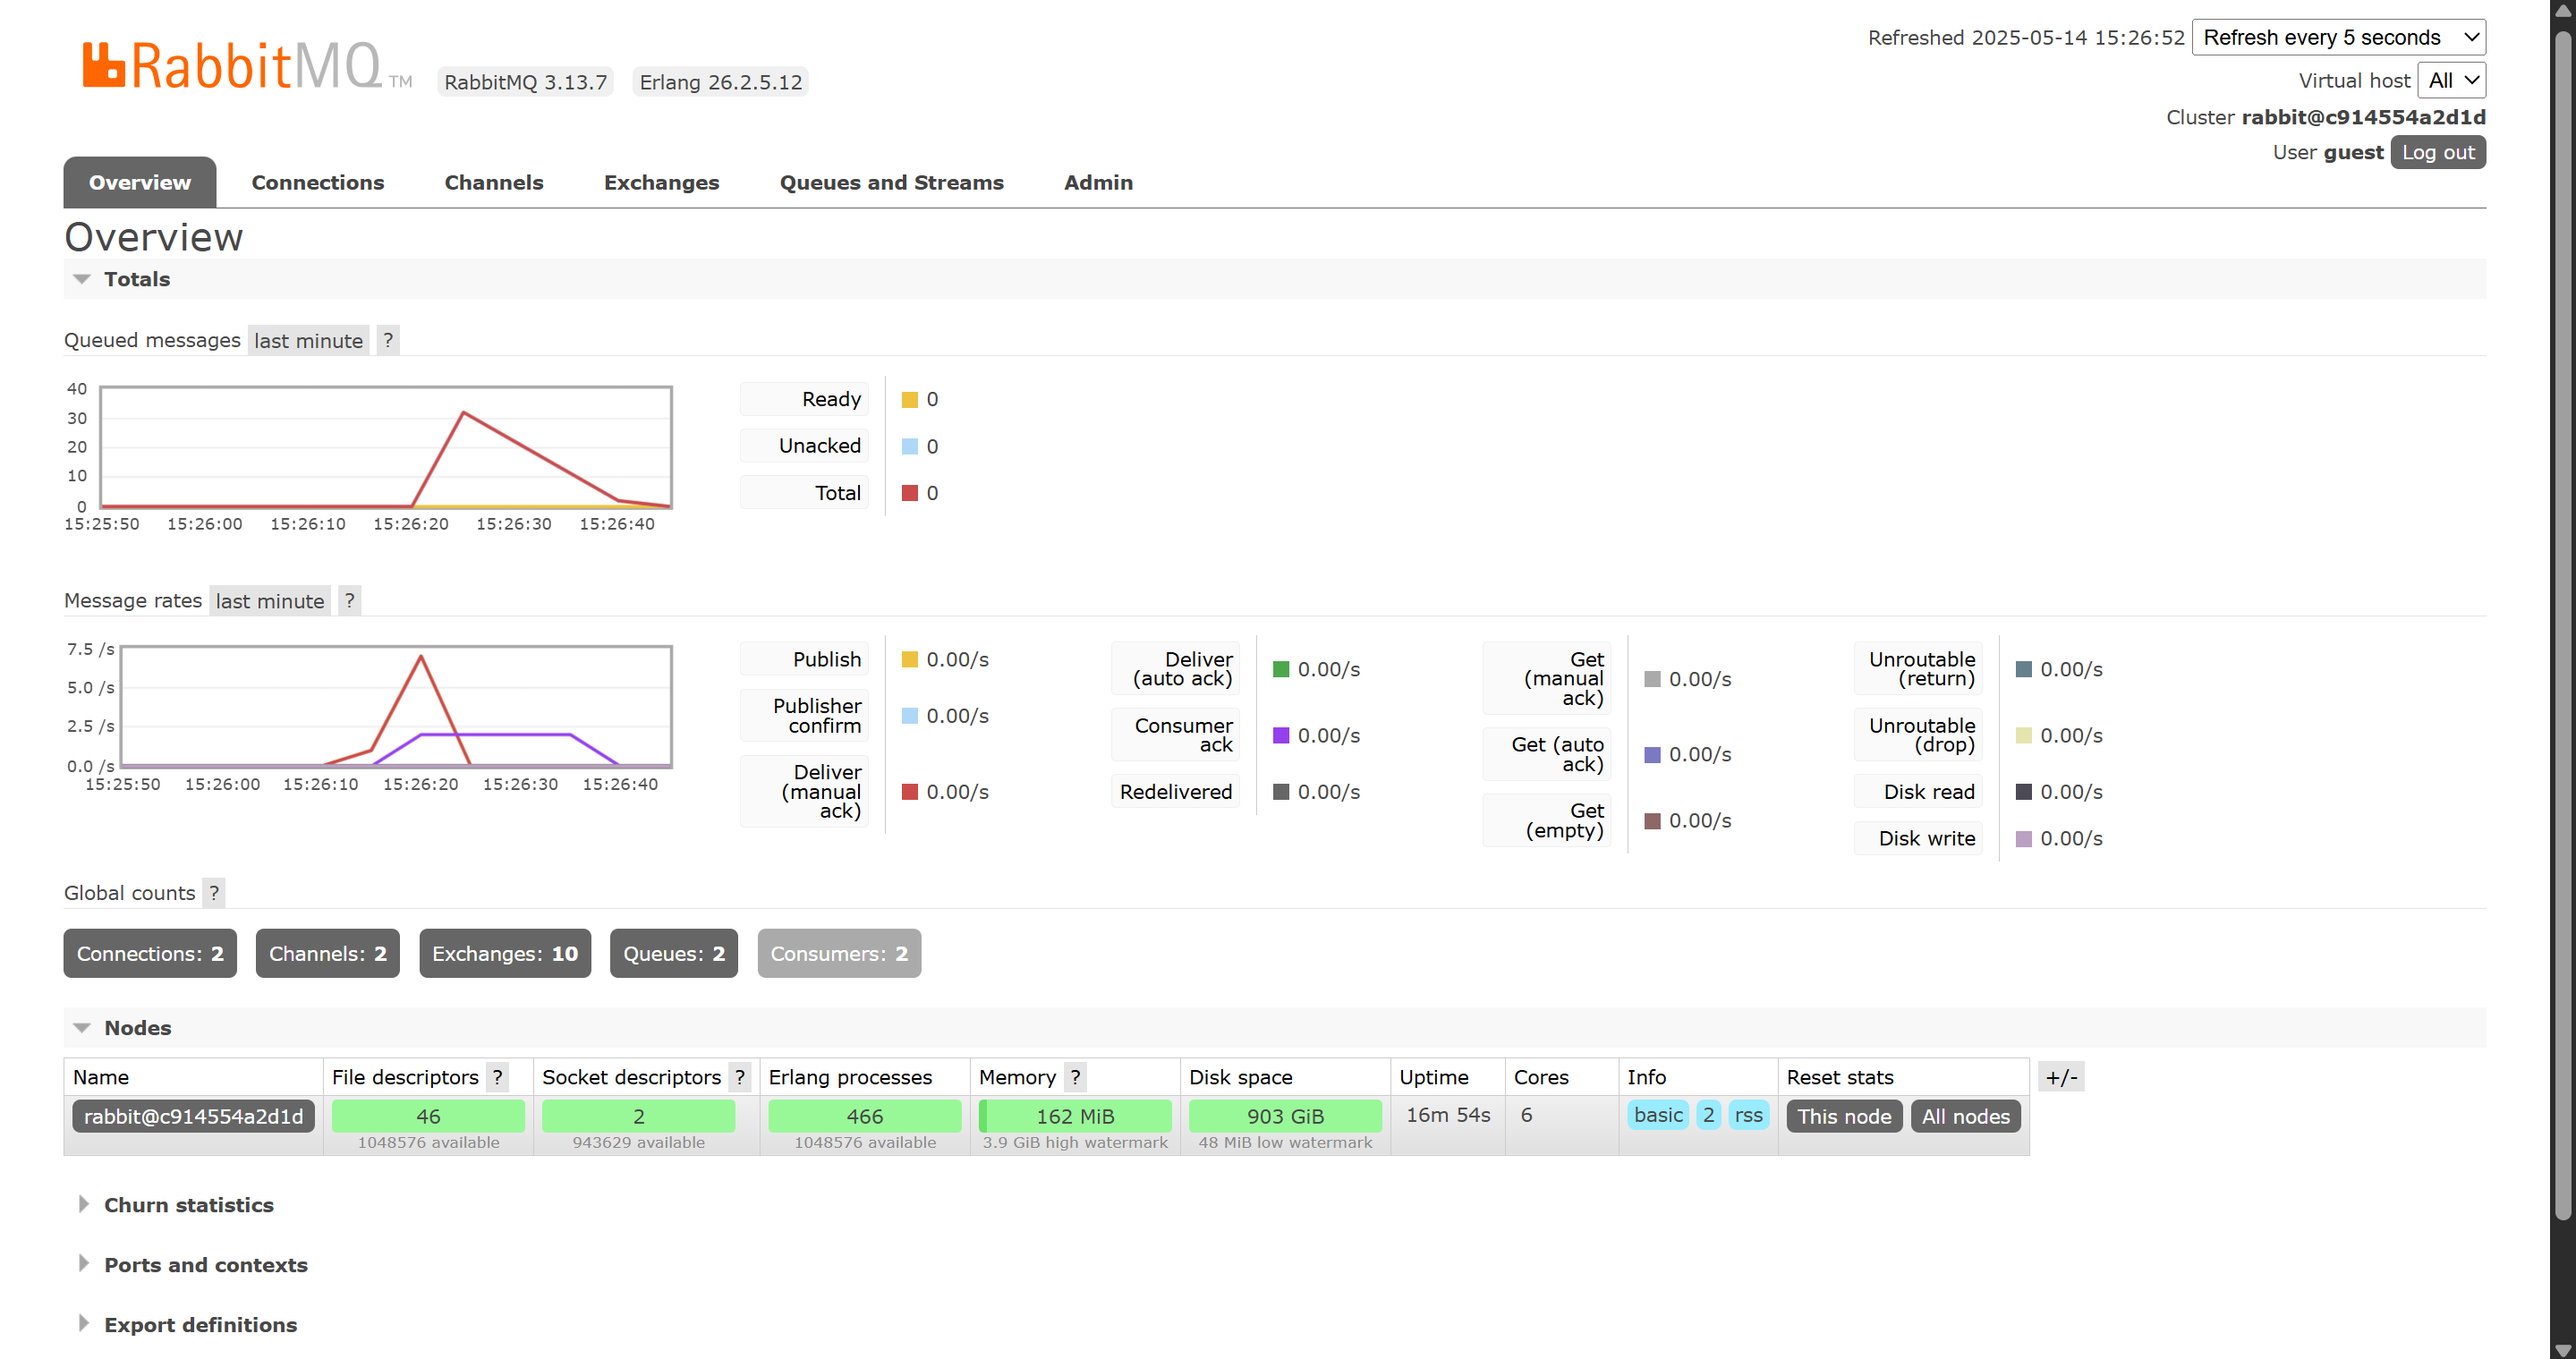 RabbitMQ TM RabbitMQ 3.13.7 Erlang 26.2.5.12
Refreshed 2025-05-14 15:26:52 Refresh every 5 seconds
Virtual host All
Cluster rabbit@c914554a2d1d
User guest Log out
Overview Connections Channels Exchanges Queues and Streams Admin
Overview
Totals
Queued messages last minute ?
40
30
20
10
0
15:25:50 15:26:00 15:26:10 15:26:20 15:26:30 15:26:40
Ready 0
Unacked 0
Total 0
Message rates last minute ?
7.5 /s
5.0 /s
2.5 /s
0.0 /s
15:25:50 15:26:00 15:26:10 15:26:20 15:26:30 15:26:40
Publish 0.00/s
Publisher
confirm 0.00/s
Deliver
(manual 0.00/s
ack)
Deliver
(auto ack) 0.00/s
Consumer
ack 0.00/s
Redelivered 0.00/s
Get
(manual 0.00/s
ack)
Get (auto
ack) 0.00/s
Get
(empty) 0.00/s
Unroutable
(return) 0.00/s
Unroutable
(drop) 0.00/s
Disk read 0.00/s
Disk write 0.00/s
Global counts ?
Connections: 2 Channels: 2 Exchanges: 10 Queues: 2 Consumers: 2
Nodes
Name File descriptors ? Socket descriptors ? Erlang processes Memory ? Disk space Uptime Cores Info Reset stats +/-
rabbit@c914554a2d1d 46 2 466 162 MiB 903 GiB 16m 54s 6 basic 2 rss This node All nodes
1048576 available 943629 available 1048576 available 3.9 GiB high watermark 48 MiB low watermark
Churn statistics
Ports and contexts
Export definitions